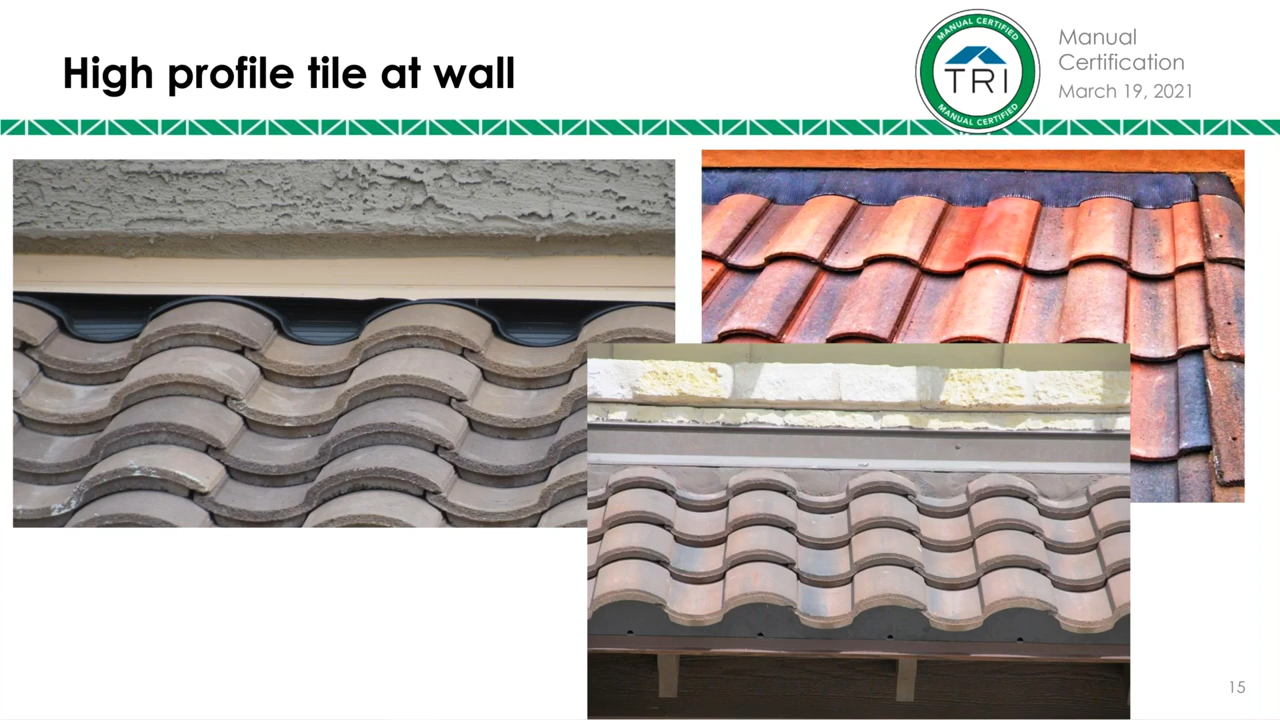 High profile tile at wall
MANUAL CERTIFIED
TRI
MANUAL CERTIFIED
Manual
Certification
March 19, 2021
15